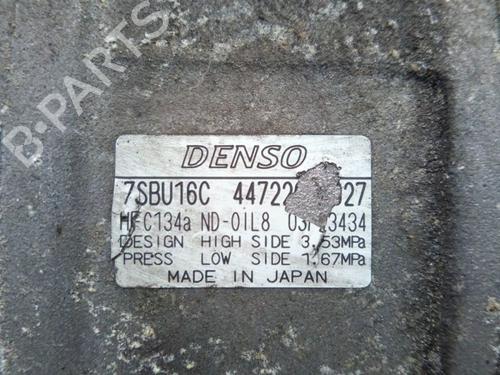 B-PARTS
DENSO
7SBU16C
HFC134a ND-OIL8
DESIGN HIGH SIDE 3.53MPa
PRESS LOW SIDE 1.67MPa
MADE IN JAPAN